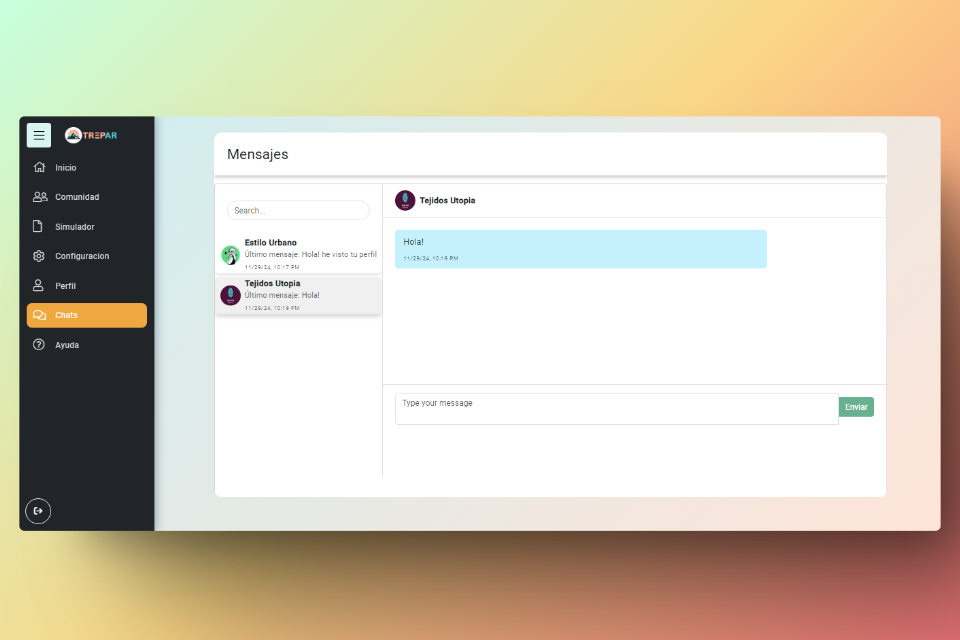 TREPAR
Inicio
Comunidad
Simulador
Configuracion
Perfil
Chats
Ayuda
Mensajes
Search...
Estilo Urbano
Último mensaje: Hola! he visto tu perfil
11/29/24, 10:17 PM
Tejidos Utopia
Último mensaje: Hola!
11/29/24, 10:19 PM
Tejidos Utopia
Hola!
11/29/24, 10:19 PM
Type your message
Enviar